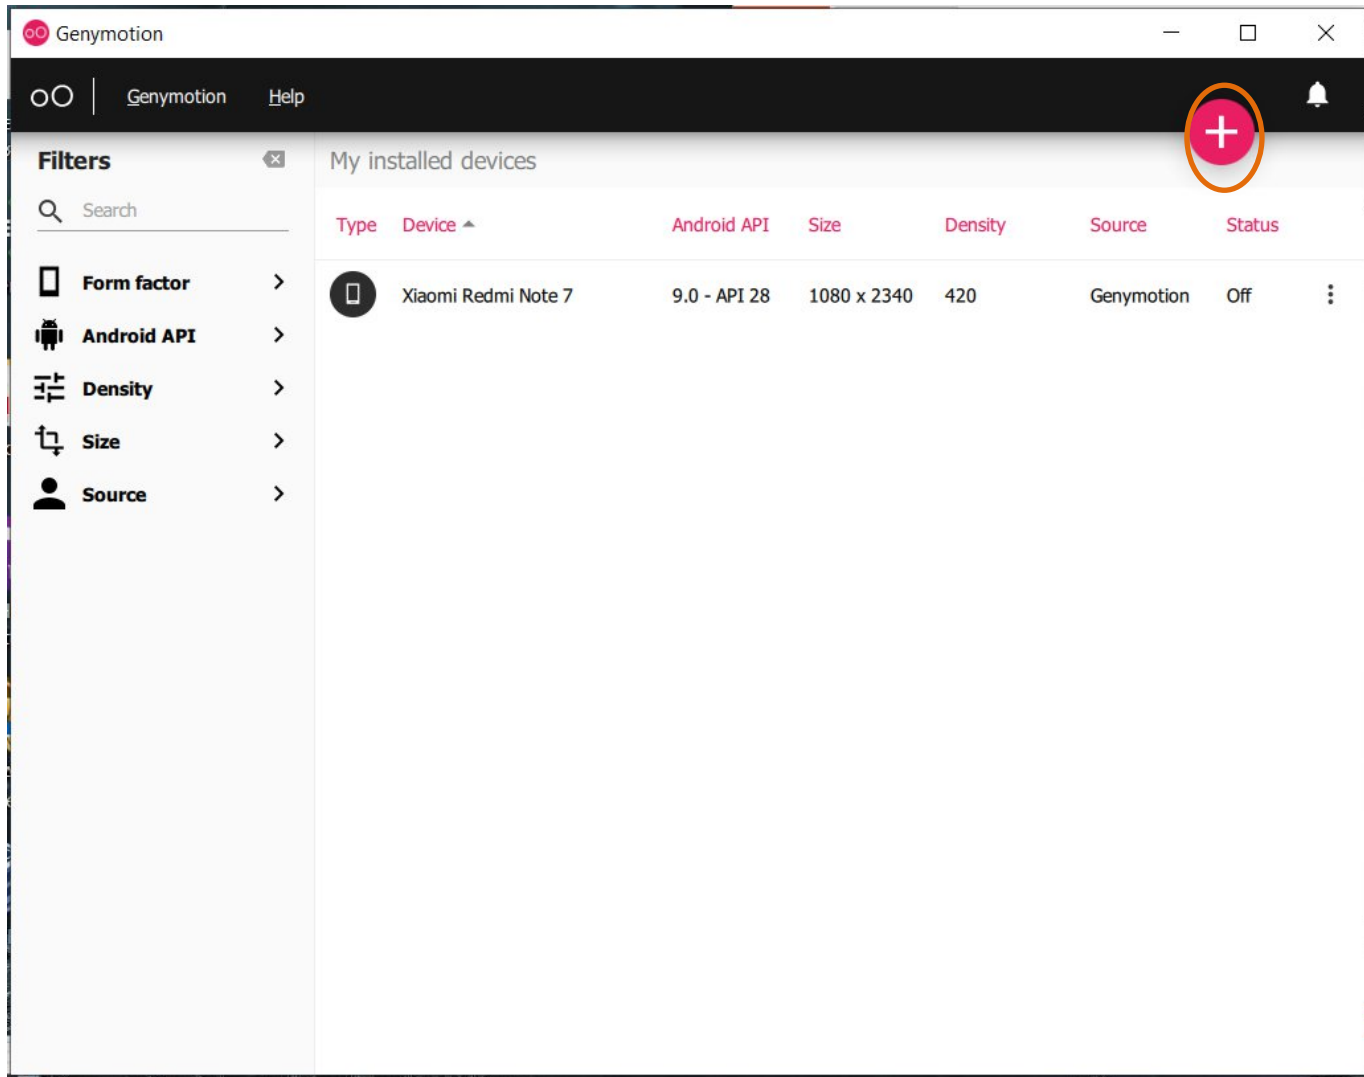 Genymotion
oO Genymotion Help
Filters
Search
Form factor
Android API
Density
Size
Source
My installed devices
Type Device Android API Size Density Source Status
Xiaomi Redmi Note 7 9.0 - API 28 1080 x 2340 420 Genymotion Off